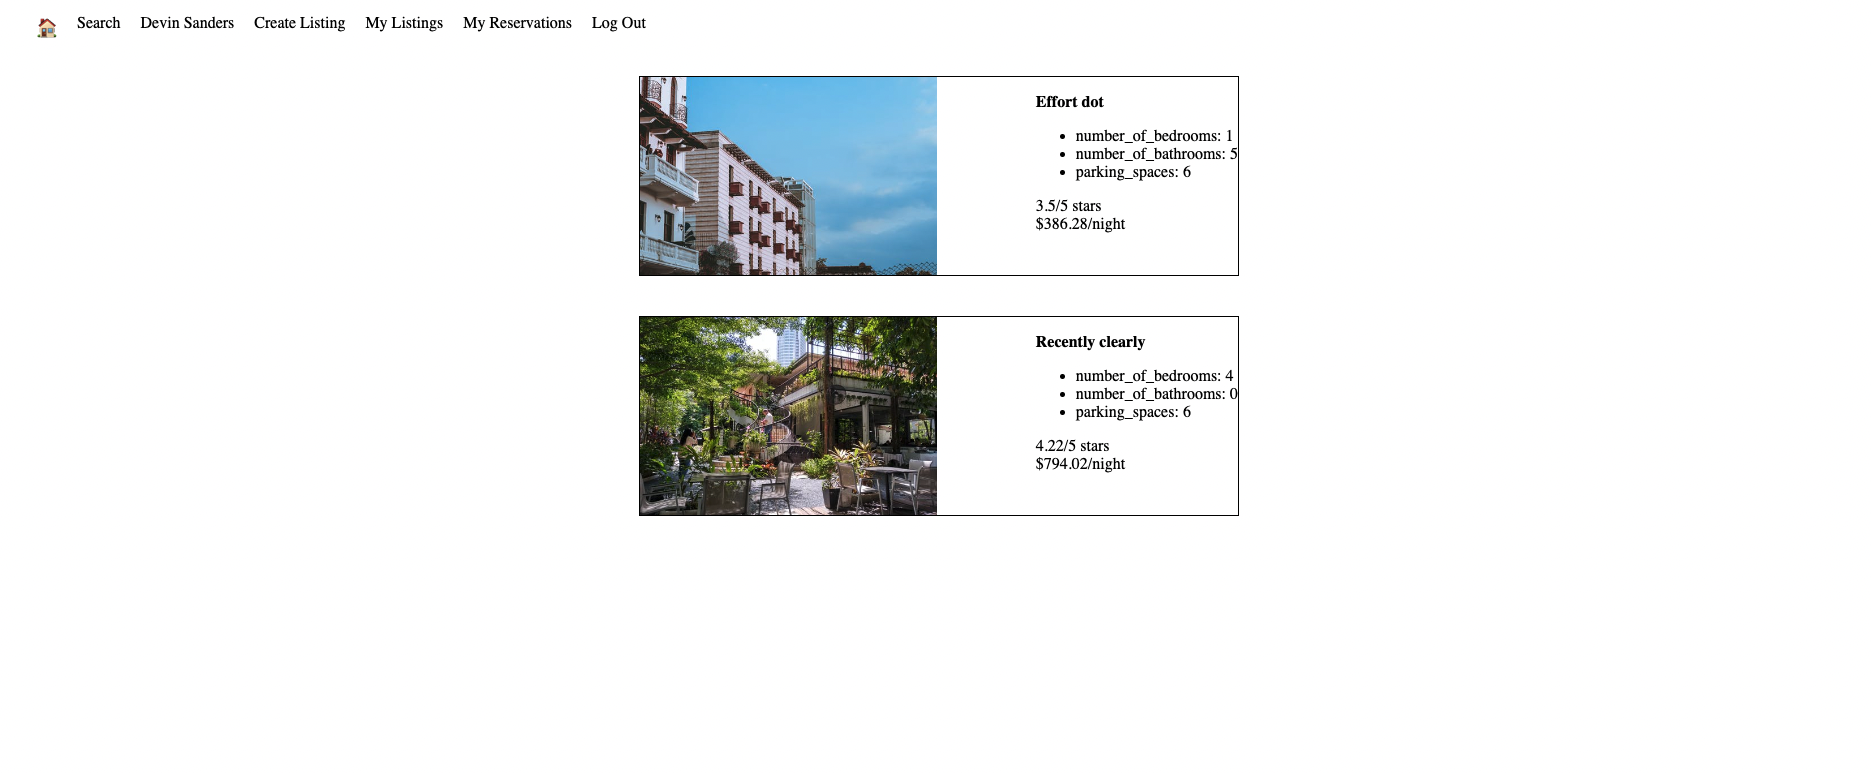 Search Devin Sanders Create Listing My Listings My Reservations Log Out
Effort dot
number_of_bedrooms: 1
number_of_bathrooms: 5
parking_spaces: 6
3.5/5 stars
$386.28/night
Recently clearly
number_of_bedrooms: 4
number_of_bathrooms: 0
parking_spaces: 6
4.22/5 stars
$794.02/night